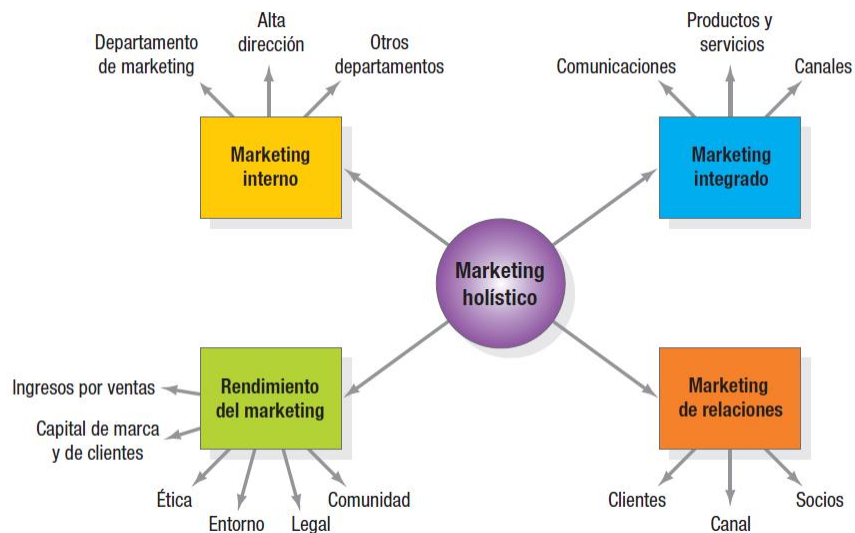 Departamento
de marketing
Alta
dirección
Otros
departamentos
Marketing
interno
Comunicaciones
Productos y
servicios
Canales
Marketing
integrado
Marketing
holístico
Rendimiento
del marketing
Ingresos por ventas
Capital de marca
y de clientes
Ética
Entorno
Legal
Comunidad
Marketing
de relaciones
Clientes
Canal
Socios